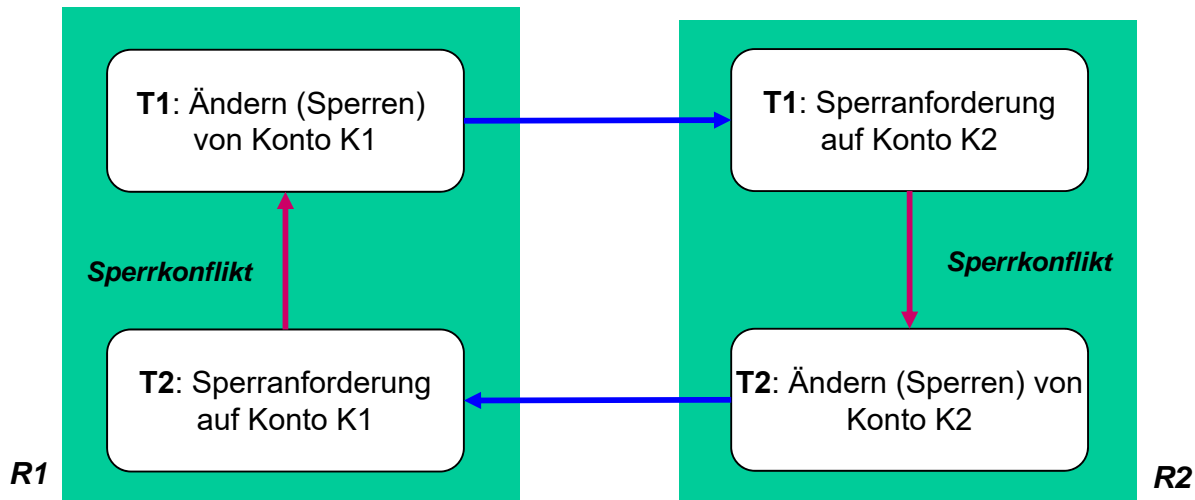 T1: Ändern (Sperren)
von Konto K1
T1: Sperranforderung
auf Konto K2
Sperrkonflikt
Sperrkonflikt
T2: Sperranforderung
auf Konto K1
T2: Ändern (Sperren) von
Konto K2
R1
R2